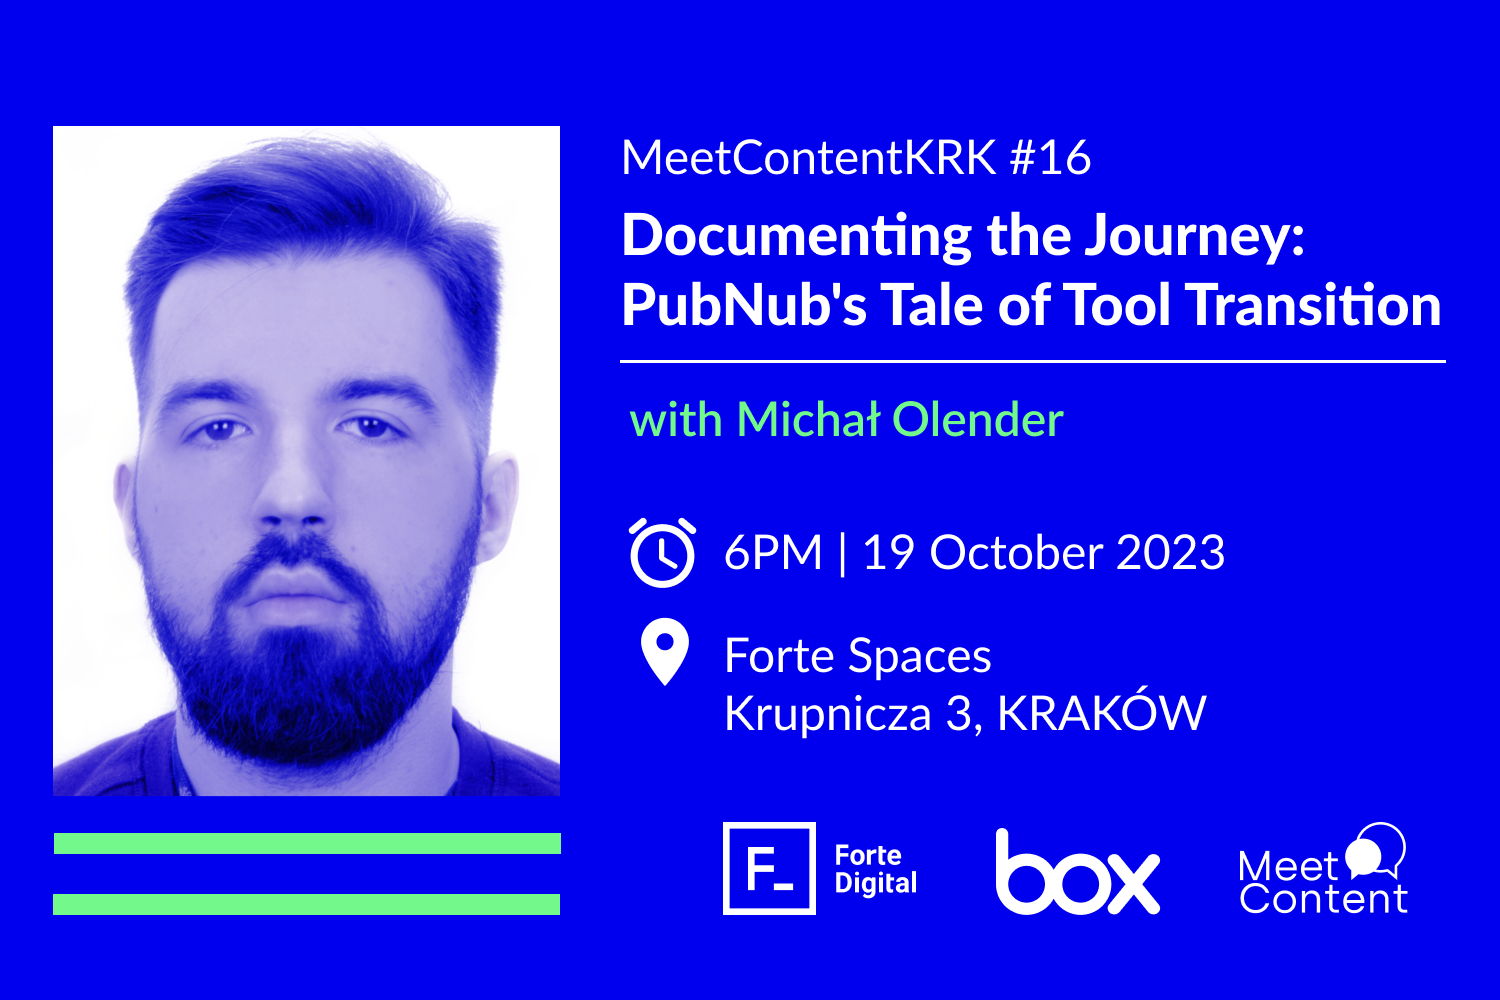 MeetContentKRK #16
Documenting the Journey:
PubNub's Tale of Tool Transition
with Michał Olender
6PM | 19 October 2023
Forte Spaces
Krupnicza 3, KRAKÓW
F_
Forte
Digital
box
Meet
Content